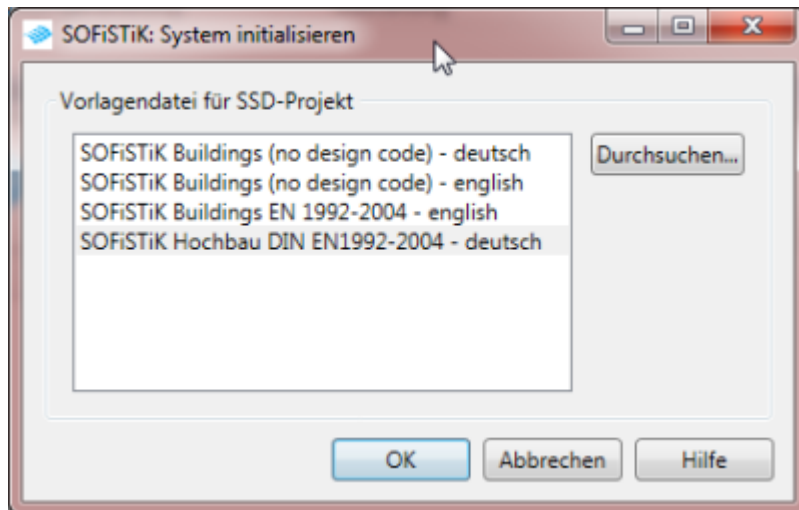 SOFiSTiK: System initialisieren
Vorlagendatei für SSD-Projekt
SOFiSTiK Buildings (no design code) - deutsch
SOFiSTiK Buildings (no design code) - english
SOFiSTiK Buildings EN 1992-2004 - english
SOFiSTiK Hochbau DIN EN1992-2004 - deutsch
Durchsuchen...
OK
Abbrechen
Hilfe